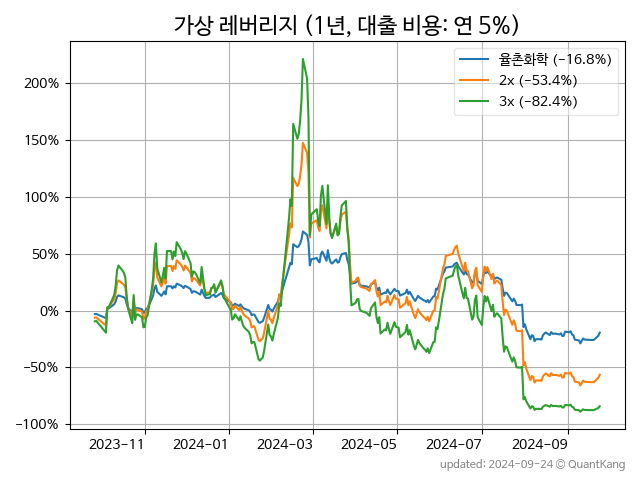 가상 레버리지 (1년, 대출 비용: 연 5%)
율촌화학 (-16.8%)
2x (-53.4%)
3x (-82.4%)
200%
150%
100%
50%
0%
-50%
-100%
2023-11 2024-01 2024-03 2024-05 2024-07 2024-09
updated: 2024-09-24 © QuantKang